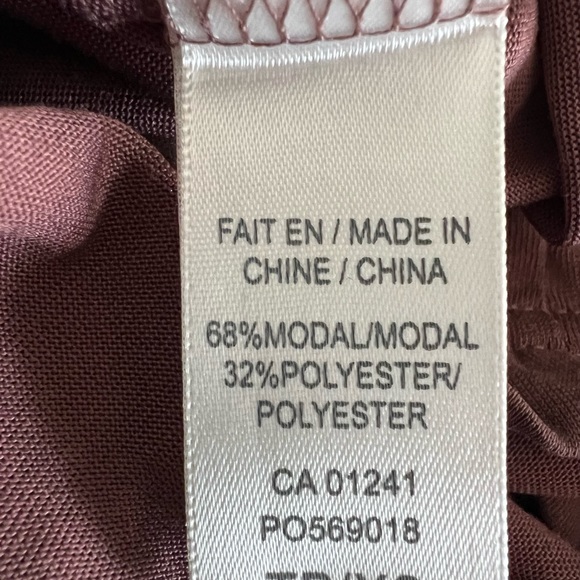 FAIT EN / MADE IN
CHINE / CHINA
68%MODAL/MODAL
32%POLYESTER/
POLYESTER
CA 01241
PO569018